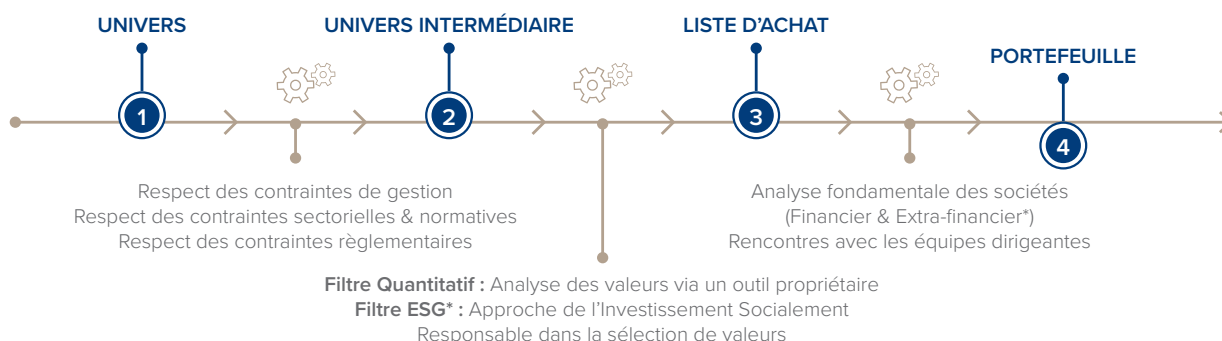 UNIVERS
UNIVERS INTERMÉDIAIRE
LISTE D'ACHAT
PORTEFEUILLE
1
2
3
4
Respect des contraintes de gestion
Respect des contraintes sectorielles & normatives
Respect des contraintes règlementaires
Analyse fondamentale des sociétés
(Financier & Extra-financier*)
Rencontres avec les équipes dirigeantes
Filtre Quantitatif : Analyse des valeurs via un outil propriétaire
Filtre ESG* : Approche de l'Investissement Socialement
Responsable dans la sélection de valeurs